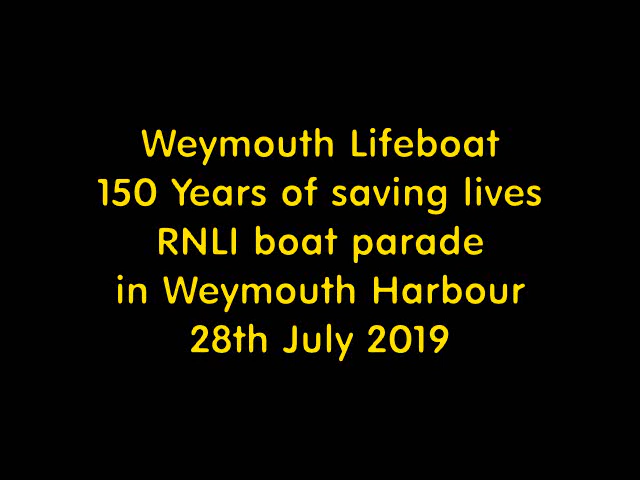 Weymouth Lifeboat
150 Years of saving lives
RNLI boat parade
in Weymouth Harbour
28th July 2019